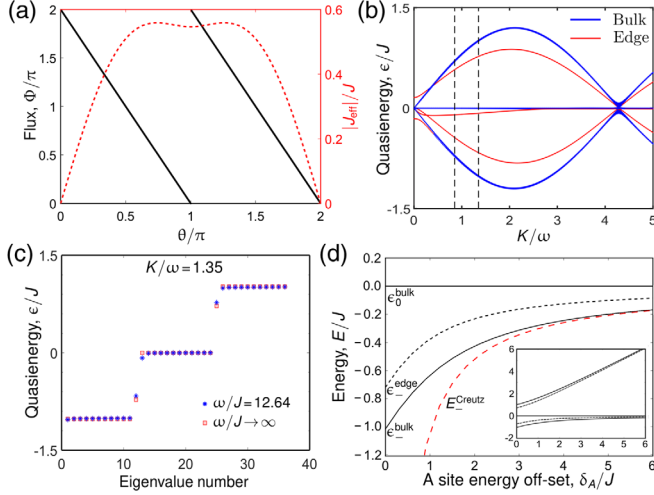 (a)
Flux, Φ/π
2
1.5
1
0.5
0
0
0.5
1
1.5
2
θ/π
0.6
0.4
0.2
0
|J_eff|/J
(b)
Quasienergy, ϵ/J
1.5
0
-1.5
0
1
2
3
4
5
K/ω
Bulk
Edge
(c)
Quasienergy, ϵ/J
1.5
0
-1.5
0
10
20
30
40
Eigenvalue number
K/ω=1.35
ω/J=12.64
ω/J→∞
(d)
Energy, E/J
0.2
0.0
−0.2
−0.4
−0.6
−0.8
−1.0
−1.2
0
1
2
3
4
5
6
A site energy off-set, δ_A/J
ϵ_0^bulk
ϵ_−^edge
ϵ_−^bulk
E_−^Creutz
6
4
2
0
-2
0
1
2
3
4
5
6